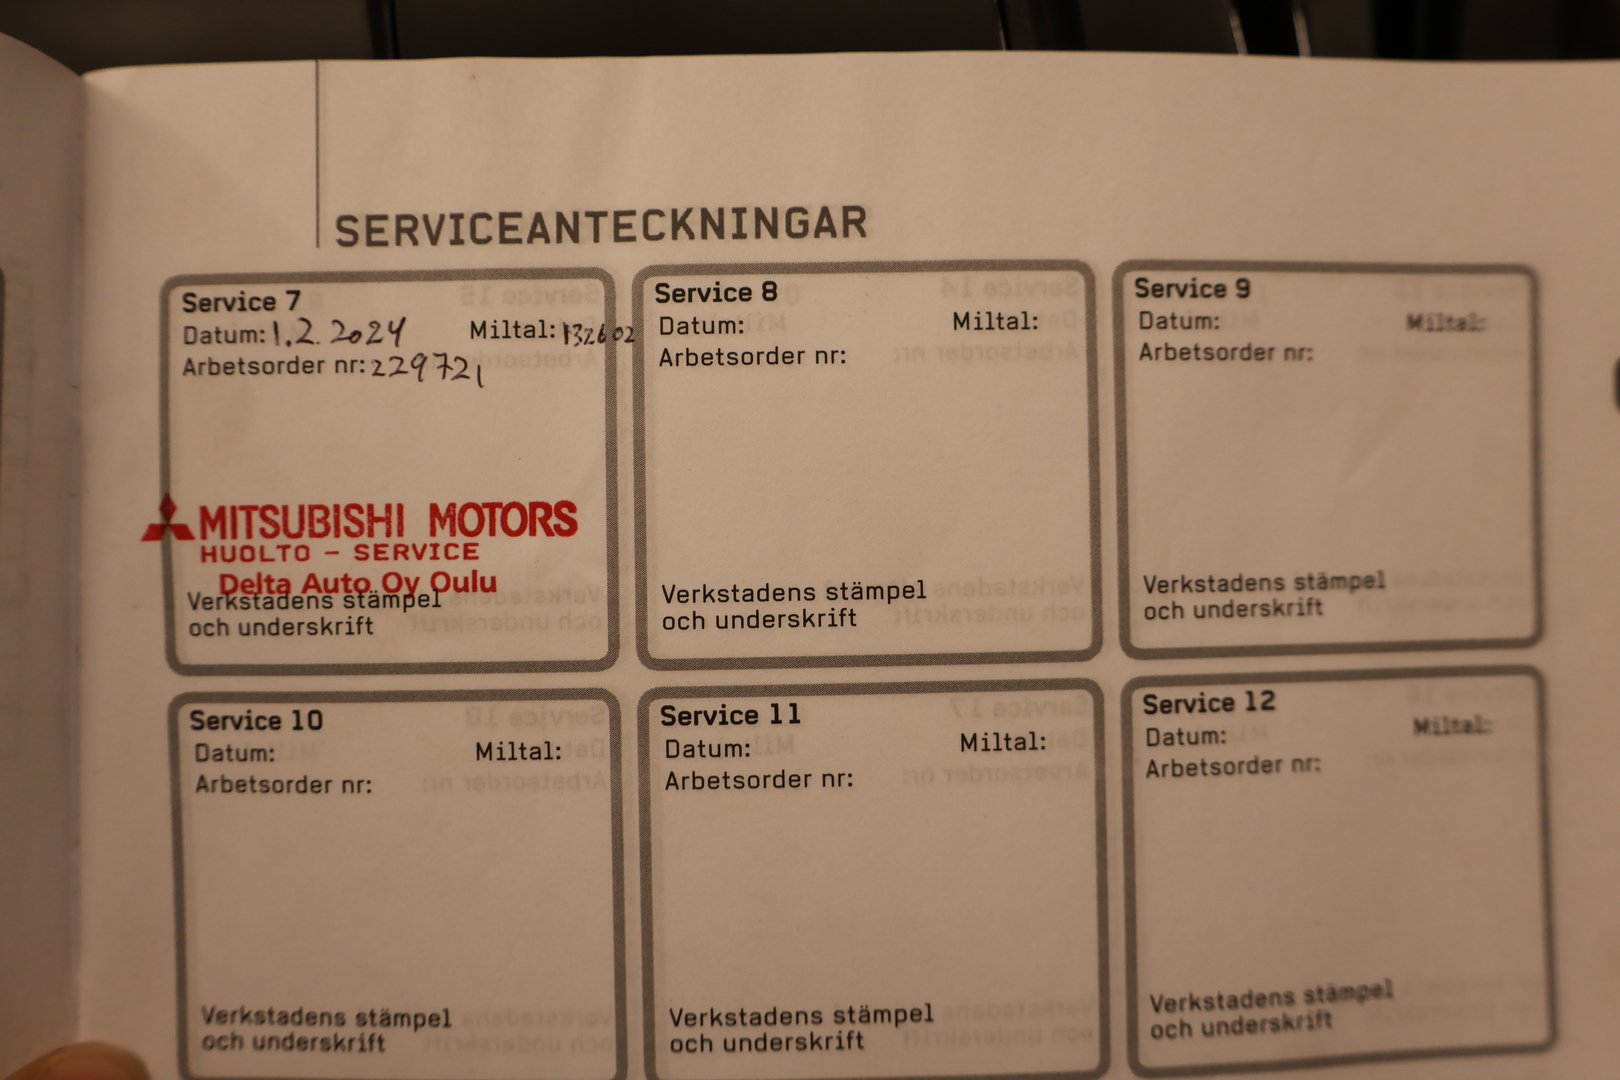 SERVICEANTECKNINGAR
Service 7
Datum: 1.2.2024 Miltal: 132602
Arbetsorder nr: 229721
MITSUBISHI MOTORS
HUOLTO - SERVICE
Delta Auto Oy Oulu
Verkstadens stämpel
och underskrift
Service 8
Datum: Miltal:
Arbetsorder nr:
Verkstadens stämpel
och underskrift
Service 9
Datum: Miltal:
Arbetsorder nr:
Verkstadens stämpel
och underskrift
Service 10
Datum: Miltal:
Arbetsorder nr:
Verkstadens stämpel
och underskrift
Service 11
Datum: Miltal:
Arbetsorder nr:
Verkstadens stämpel
och underskrift
Service 12
Datum: Miltal:
Arbetsorder nr:
Verkstadens stämpel
och underskrift